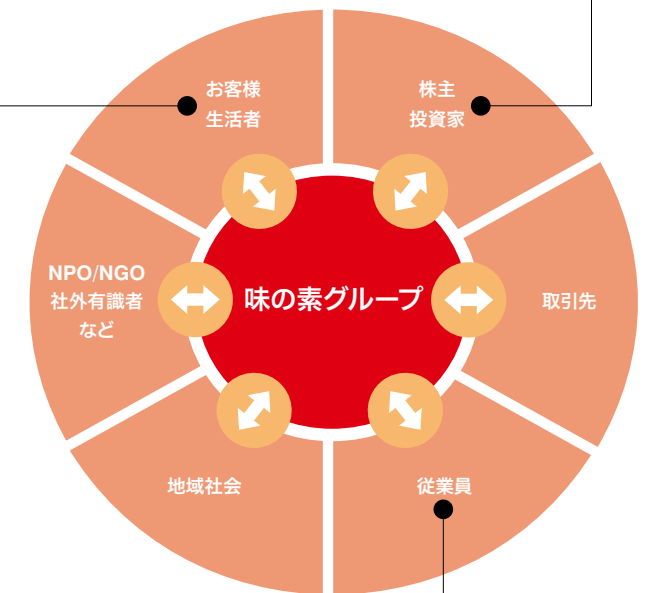 お客様
生活者
株主
投資家
NPO/NGO
社外有識者
など
味の素グループ
取引先
地域社会
従業員